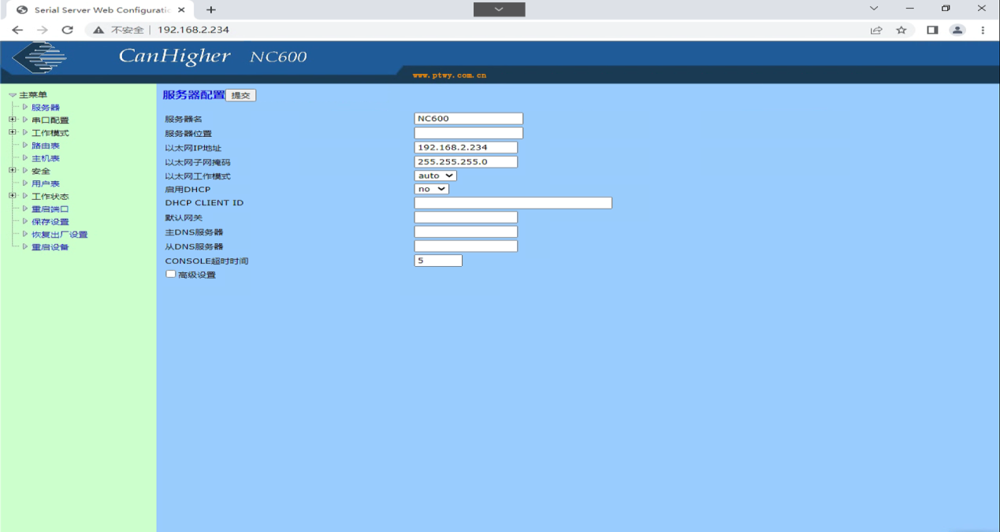 Serial Server Web Configuratic
不安全
192.168.2.234
CanHigher NC600
www.ptwy.com.cn
主菜单
服务器
串口配置
工作模式
路由表
主机表
安全
用户表
工作状态
重启端口
保存设置
恢复出厂设置
重启设备
服务器配置 提交
服务器名 NC600
服务器位置
以太网IP地址 192.168.2.234
以太网子网掩码 255.255.255.0
以太网工作模式 auto
启用DHCP no
DHCP CLIENT ID
默认网关
主DNS服务器
从DNS服务器
CONSOLE超时时间 5
高级设置